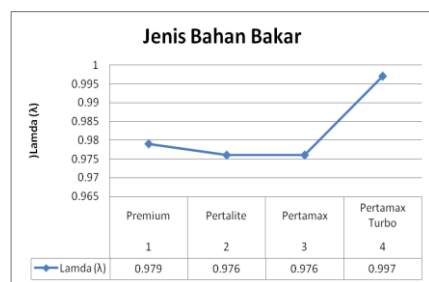 Jenis Bahan Bakar
)Lamda (λ)
1
0.995
0.99
0.985
0.98
0.975
0.97
0.965
Premium Pertalite Pertamax Pertamax Turbo
1 2 3 4
Lamda (λ) 0.979 0.976 0.976 0.997